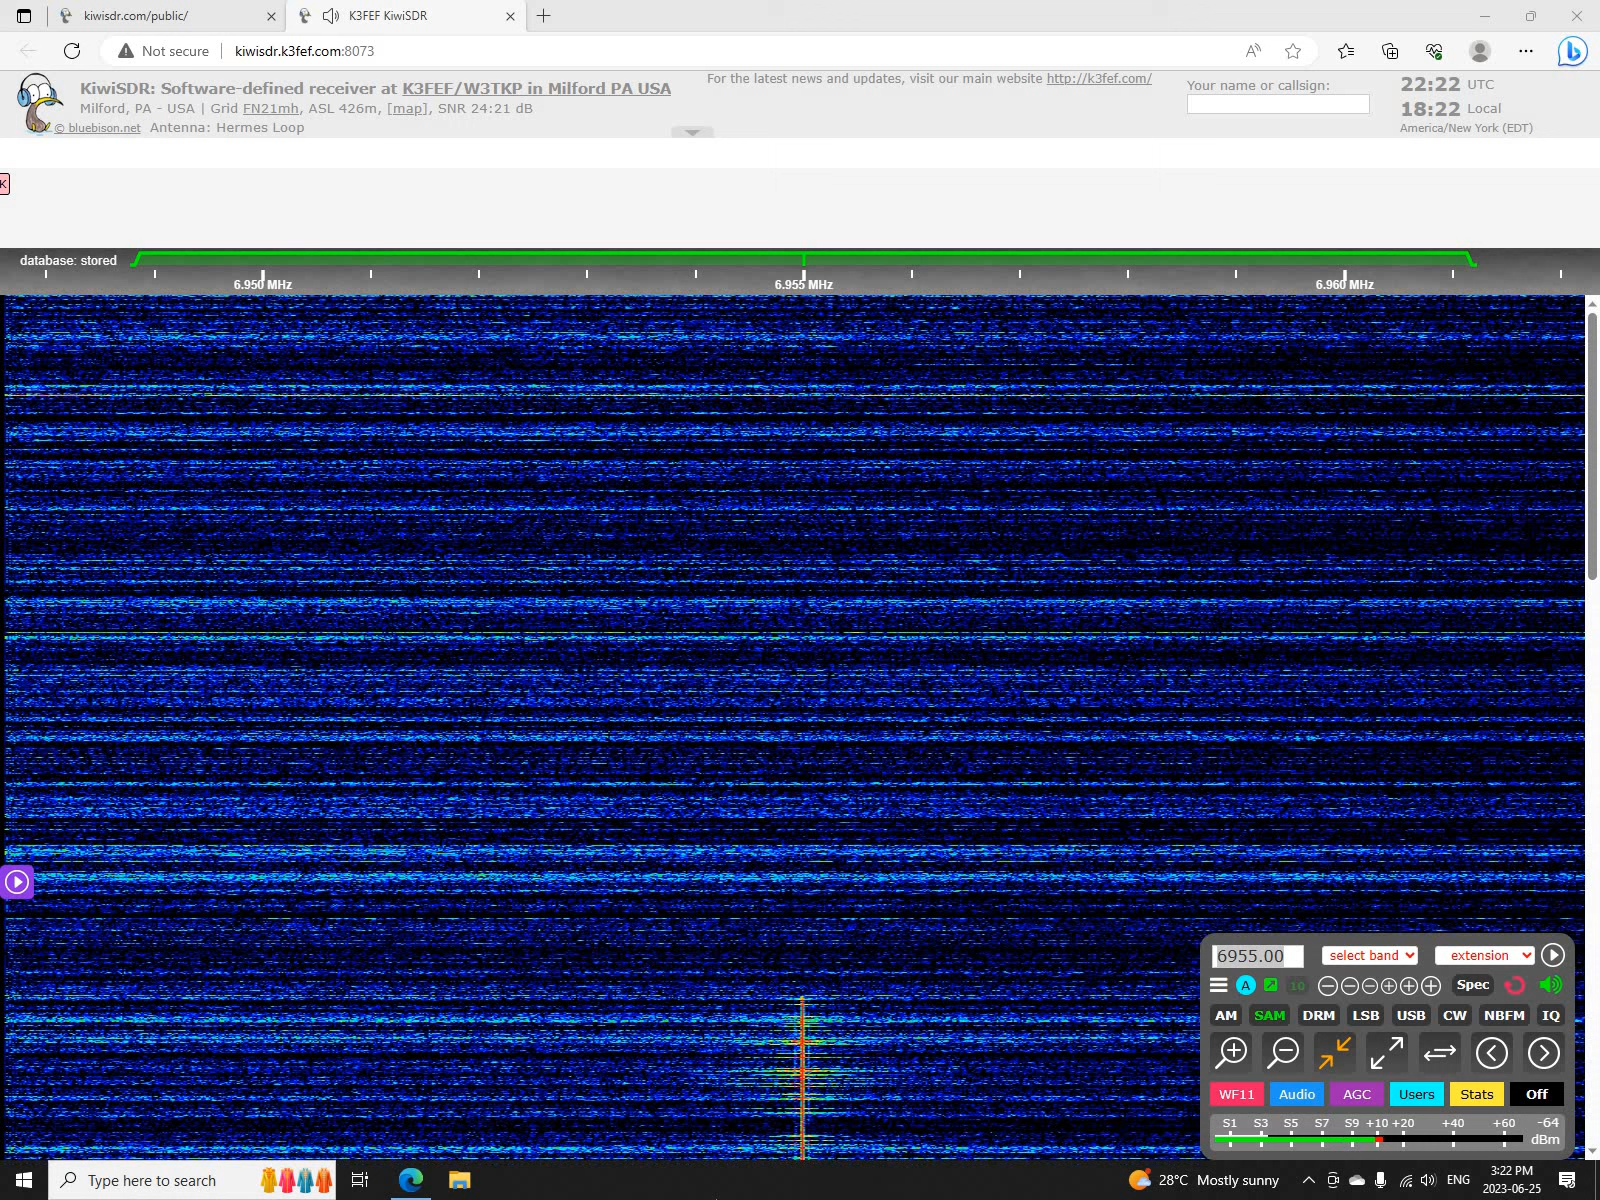 kiwisdr.com/public/
K3FEF KiwiSDR
Not secure
kiwisdr.k3fef.com:8073
KiwiSDR: Software-defined receiver at K3FEF/W3TKP in Milford PA USA
Milford, PA - USA | Grid FN21mh, ASL 426m, [map], SNR 24:21 dB
© bluebison.net Antenna: Hermes Loop
For the latest news and updates, visit our main website http://k3fef.com/
Your name or callsign:
22:22 UTC
18:22 Local
America/New York (EDT)
K
database: stored
6.950 MHz 6.955 MHz 6.960 MHz
6955.00 select band extension
A 10 Spec
AM SAM DRM LSB USB CW NBFM IQ
WF11 Audio AGC Users Stats Off
S1 S3 S5 S7 S9 +10 +20 +40 +60 -64
dBm
Type here to search
28°C Mostly sunny
ENG
3:22 PM
2023-06-25